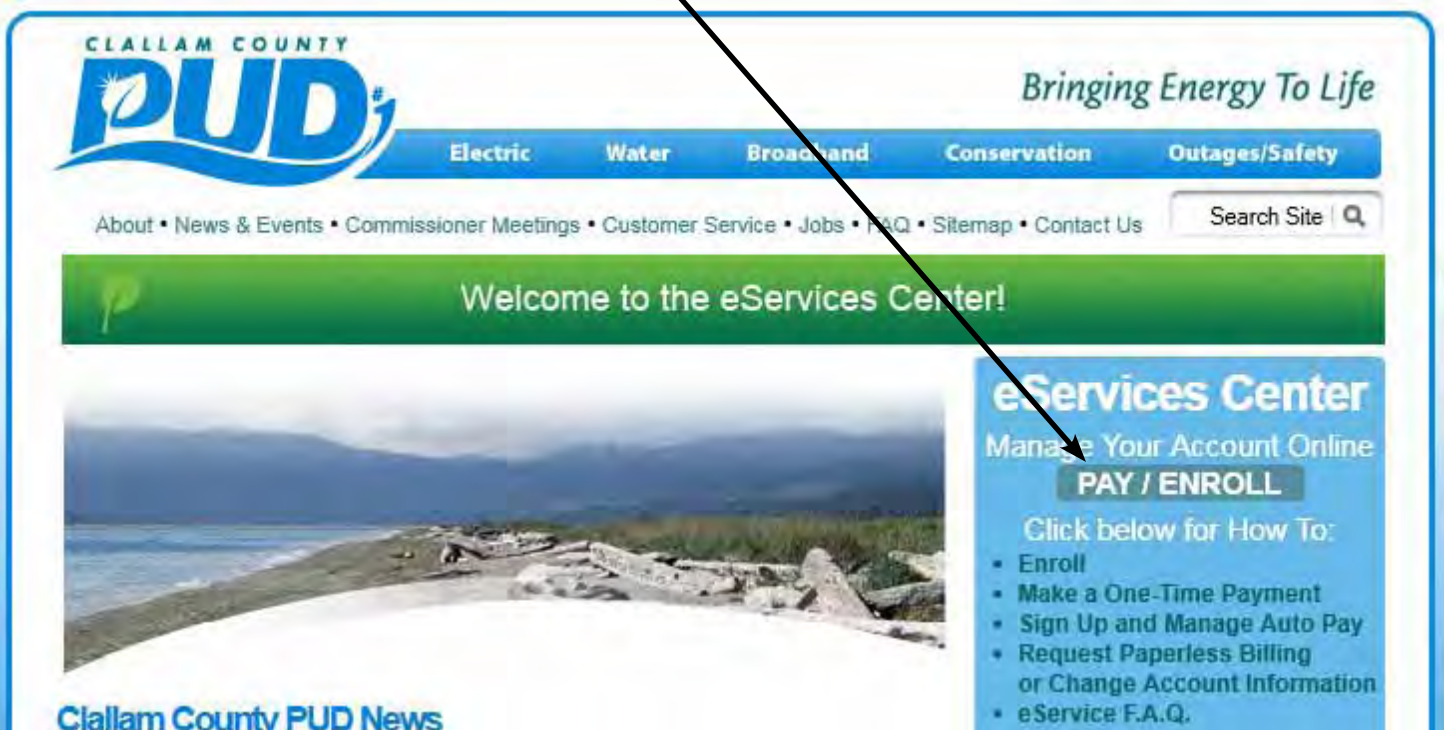 CLALLAM COUNTY
PUD #1
Bringing Energy To Life
Electric Water Broadband Conservation Outages/Safety
About • News & Events • Commissioner Meetings • Customer Service • Jobs • FAQ • Sitemap • Contact Us
Search Site
Welcome to the eServices Center!
eServices Center
Manage Your Account Online
PAY / ENROLL
Click below for How To:
• Enroll
• Make a One-Time Payment
• Sign Up and Manage Auto Pay
• Request Paperless Billing
or Change Account Information
• eService F.A.Q.
Clallam County PUD News